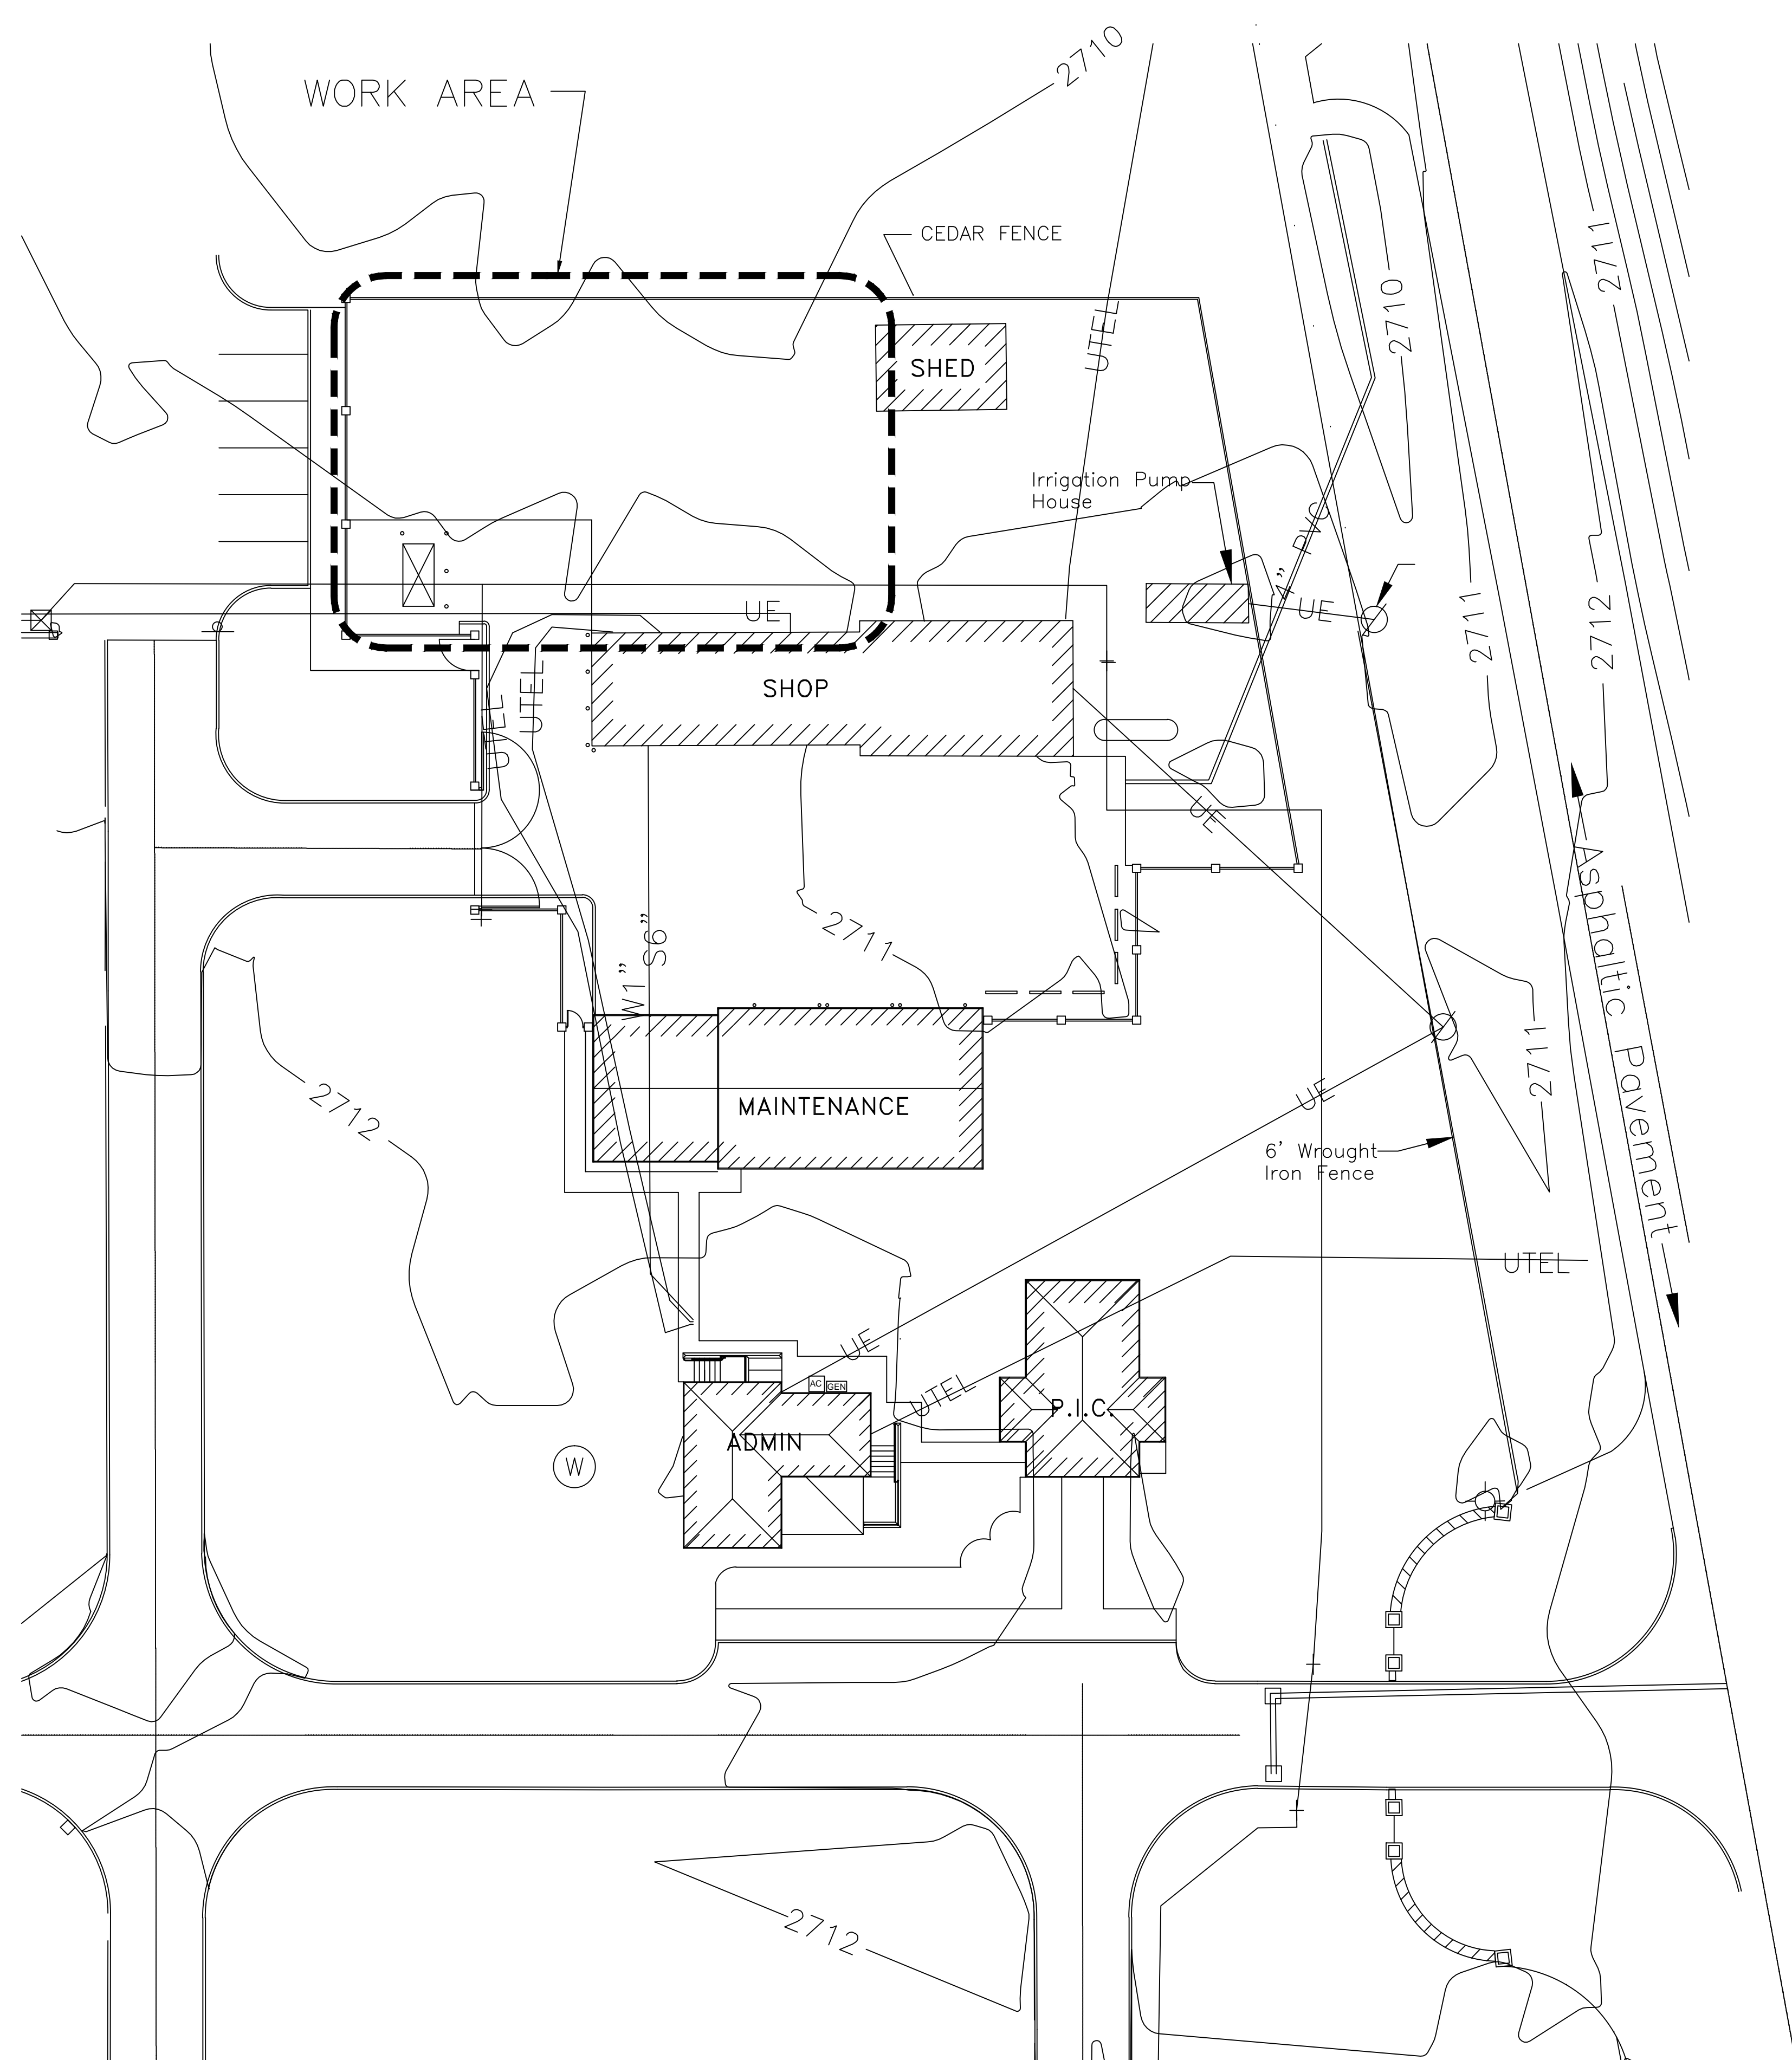 2710
WORK AREA
2711
CEDAR FENCE
2710
UTEL
SHED
Irrigation Pump
House
4" PVC
UE
UE
2711
2712
UTEL
UTEL
SHOP
UE
Asphaltic Pavement
2711
S6"
W1"
2711
2712
MAINTENANCE
UE
6' Wrought
Iron Fence
UTEL
UE
AC
GEN
UTEL
P.I.C.
ADMIN
W
2712